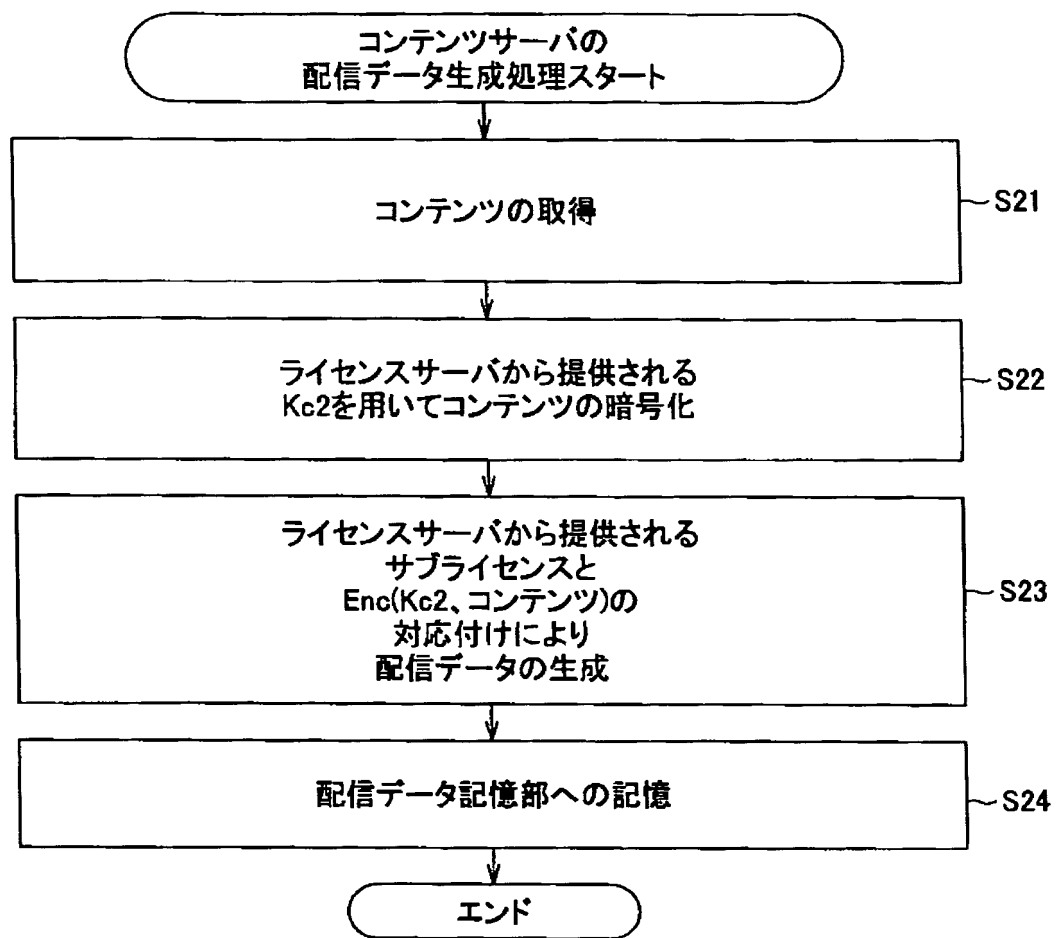 コンテンツサーバの
配信データ生成処理スタート
コンテンツの取得
S21
ライセンスサーバから提供される
Kc2を用いてコンテンツの暗号化
S22
ライセンスサーバから提供される
サブライセンスと
Enc(Kc2、コンテンツ)の
対応付けにより
配信データの生成
S23
配信データ記憶部への記憶
S24
エンド